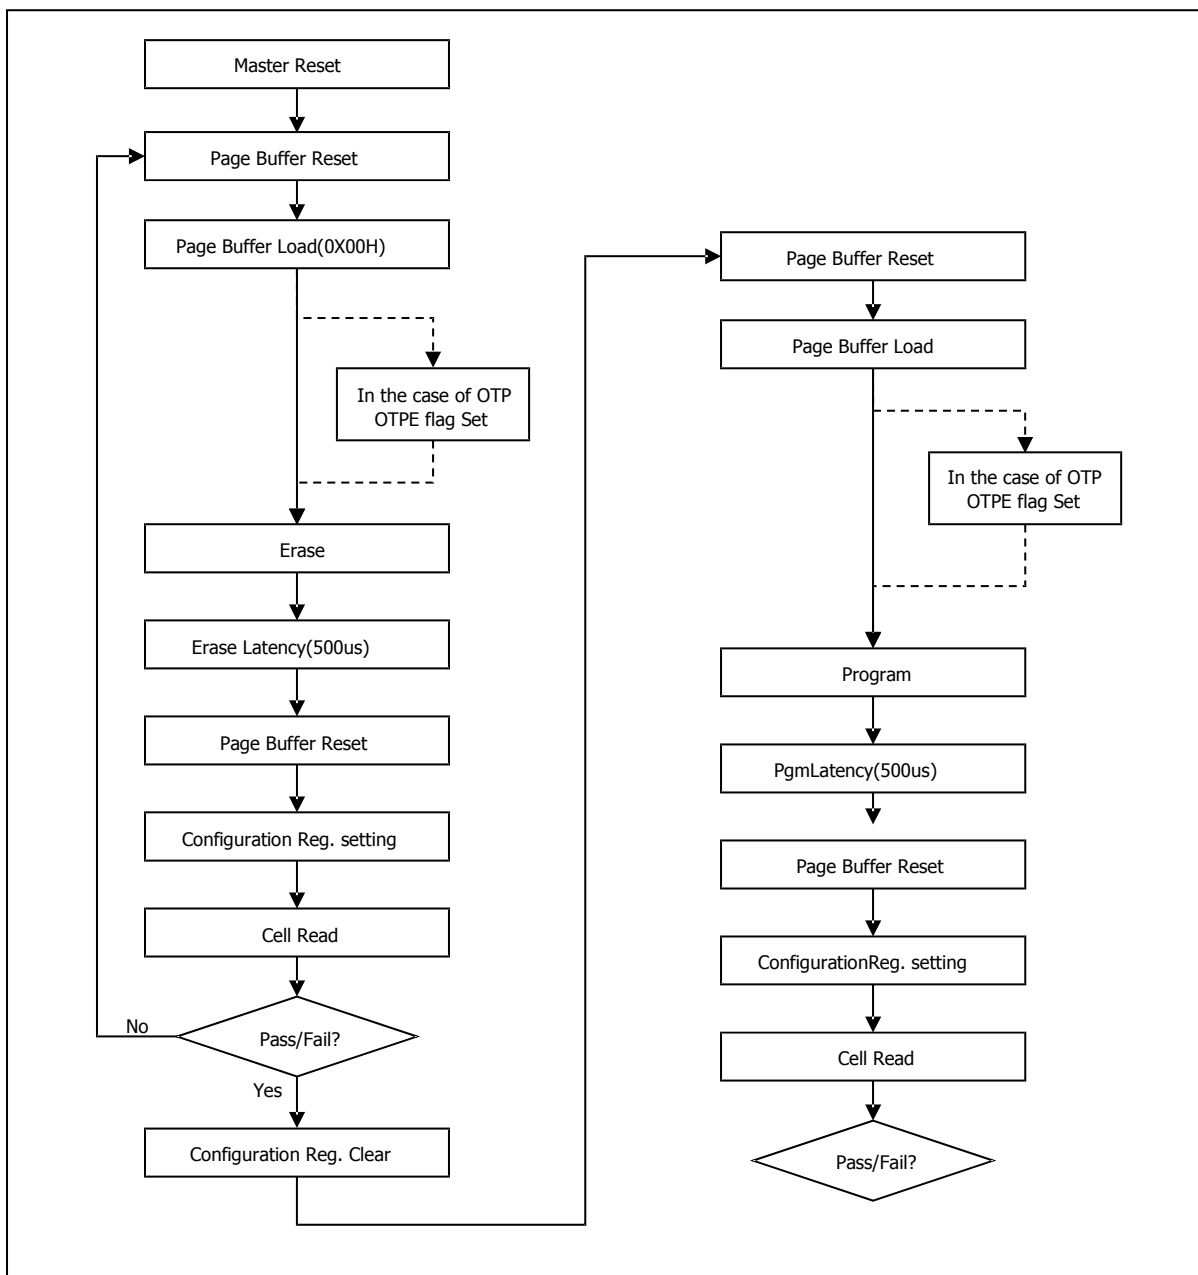 Master Reset
Page Buffer Reset
Page Buffer Load(0X00H)
In the case of OTP
OTPE flag Set
Erase
Erase Latency(500us)
Page Buffer Reset
Configuration Reg. setting
Cell Read
Pass/Fail?
No
Yes
Configuration Reg. Clear
Page Buffer Reset
Page Buffer Load
In the case of OTP
OTPE flag Set
Program
PgmLatency(500us)
Page Buffer Reset
ConfigurationReg. setting
Cell Read
Pass/Fail?